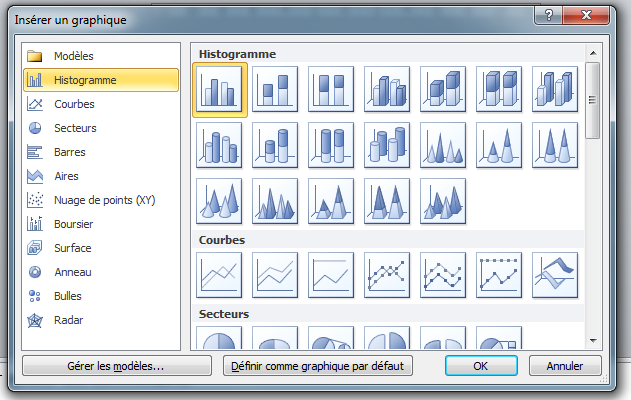 Insérer un graphique
Modèles
Histogramme
Courbes
Secteurs
Barres
Aires
Nuage de points (XY)
Boursier
Surface
Anneau
Bulles
Radar
Histogramme
Courbes
Secteurs
Gérer les modèles...
Définir comme graphique par défaut
OK
Annuler